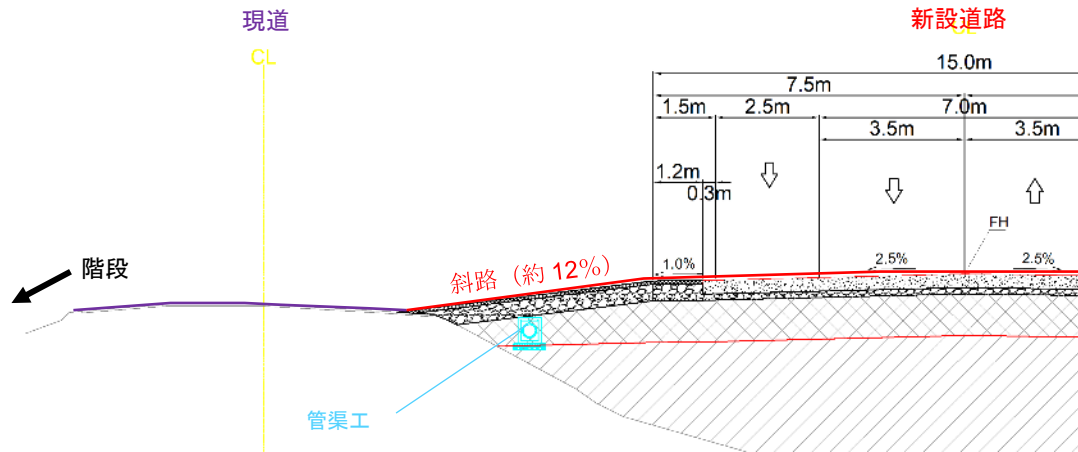 現道
新設道路
CL
CL
15.0m
7.5m
1.5m
2.5m
7.0m
3.5m
3.5m
1.2m
0.3m
FH
階段
斜路（約 12%）
1.0%
2.5%
2.5%
管渠工